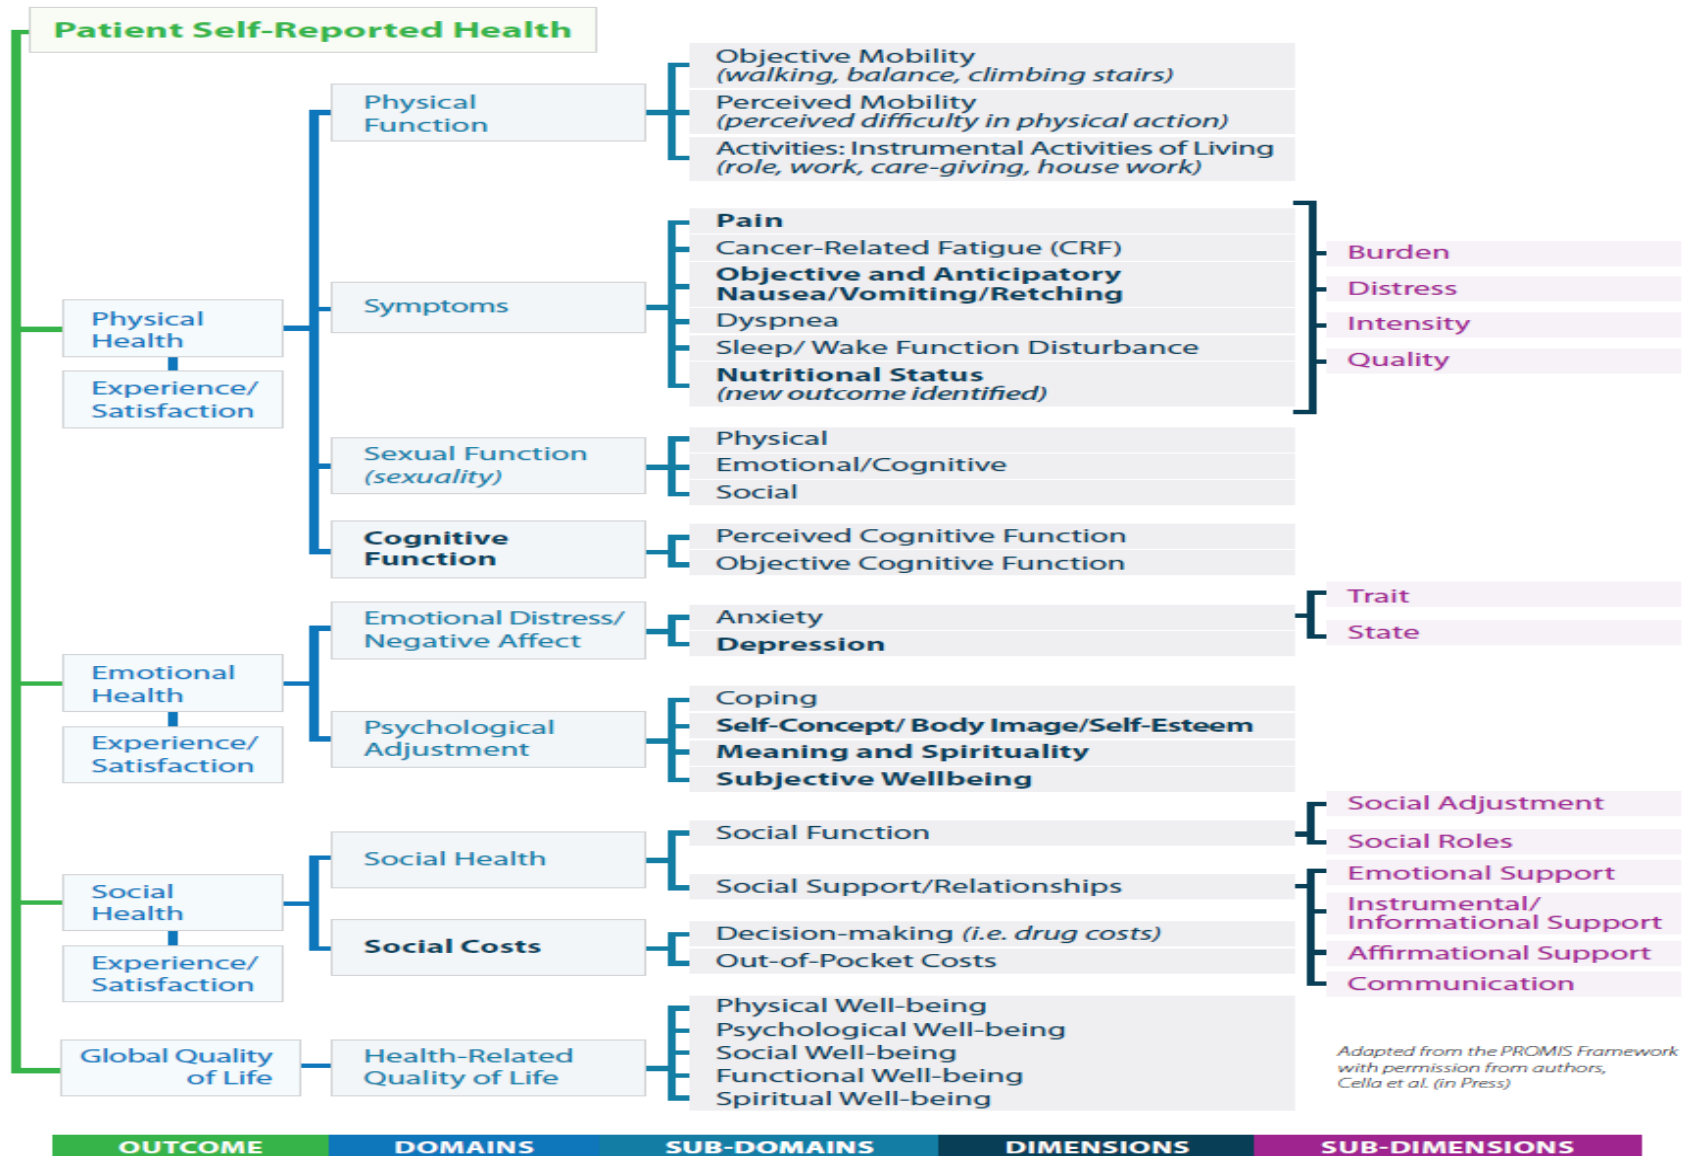 Patient Self-Reported Health
Physical
Health
Experience/
Satisfaction
Physical
Function
Objective Mobility
(walking, balance, climbing stairs)
Perceived Mobility
(perceived difficulty in physical action)
Activities: Instrumental Activities of Living
(role, work, care-giving, house work)
Symptoms
Pain
Cancer-Related Fatigue (CRF)
Objective and Anticipatory
Nausea/Vomiting/Retching
Dyspnea
Sleep/ Wake Function Disturbance
Nutritional Status
(new outcome identified)
Burden
Distress
Intensity
Quality
Sexual Function
(sexuality)
Physical
Emotional/Cognitive
Social
Cognitive
Function
Perceived Cognitive Function
Objective Cognitive Function
Emotional
Health
Experience/
Satisfaction
Emotional Distress/
Negative Affect
Anxiety
Depression
Trait
State
Psychological
Adjustment
Coping
Self-Concept/ Body Image/Self-Esteem
Meaning and Spirituality
Subjective Wellbeing
Social
Health
Experience/
Satisfaction
Social Health
Social Function
Social Adjustment
Social Roles
Social Support/Relationships
Emotional Support
Instrumental/
Informational Support
Affirmational Support
Communication
Social Costs
Decision-making (i.e. drug costs)
Out-of-Pocket Costs
Global Quality
of Life
Health-Related
Quality of Life
Physical Well-being
Psychological Well-being
Social Well-being
Functional Well-being
Spiritual Well-being
Adapted from the PROMIS Framework
with permission from authors,
Cella et al. (in Press)
OUTCOME
DOMAINS
SUB-DOMAINS
DIMENSIONS
SUB-DIMENSIONS